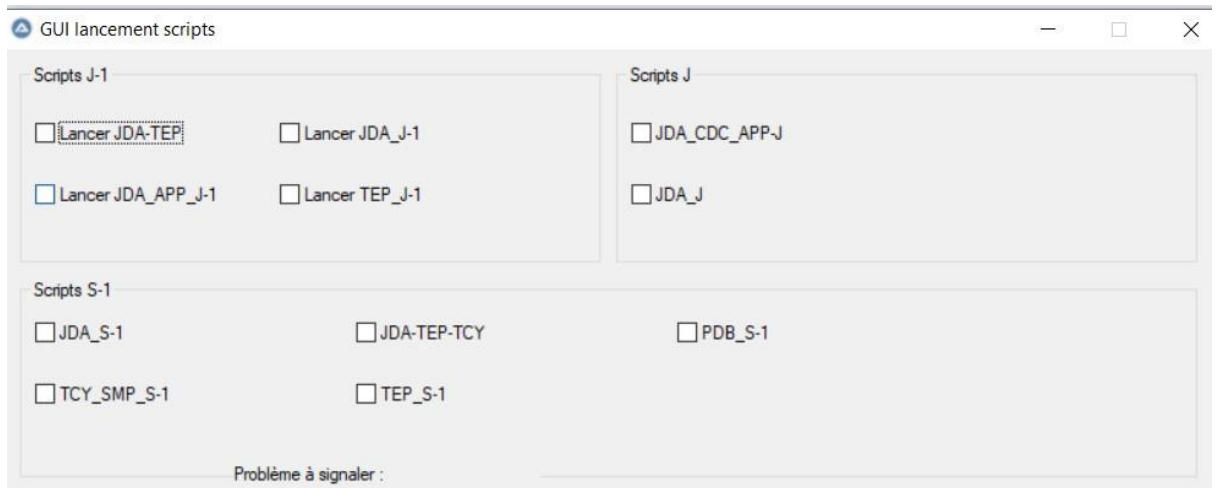 GUI lancement scripts
Scripts J-1
Lancer JDA-TEP Lancer JDA_J-1
Lancer JDA_APP_J-1 Lancer TEP_J-1
Scripts J
JDA_CDC_APP-J
JDA_J
Scripts S-1
JDA_S-1 JDA-TEP-TCY PDB_S-1
TCY_SMP_S-1 TEP_S-1
Problème à signaler :